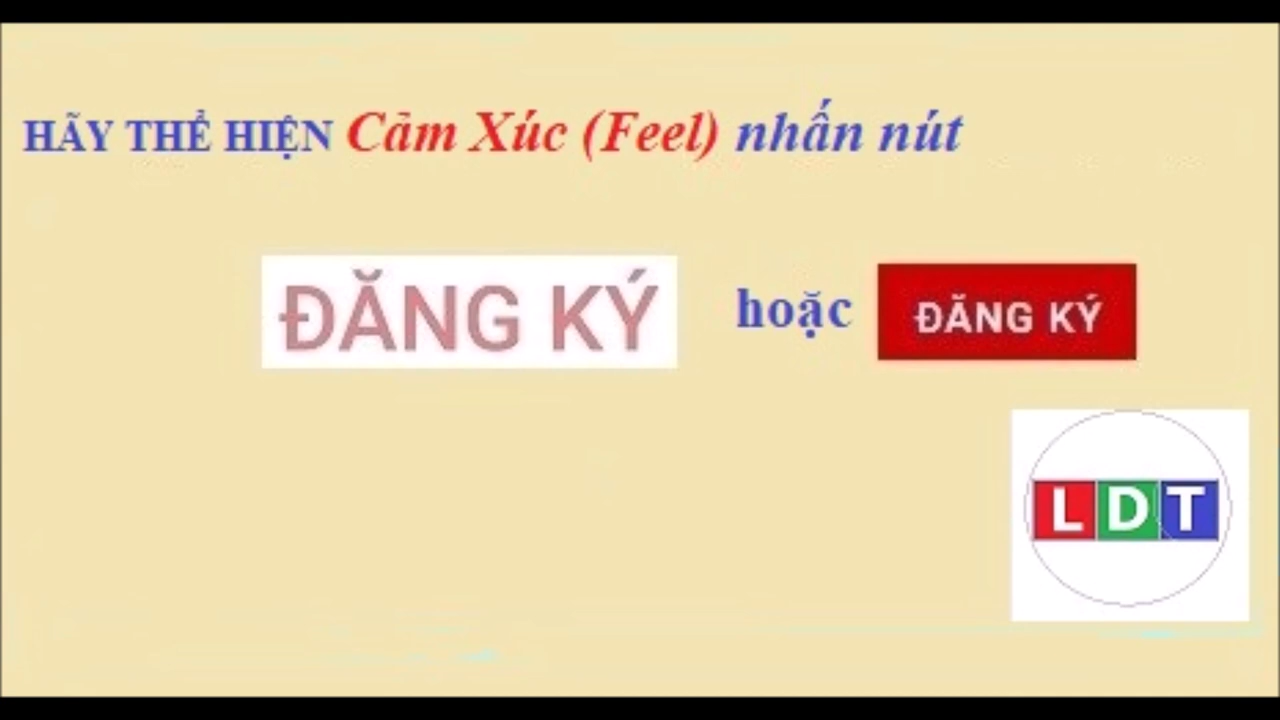 HÃY THỂ HIỆN Cảm Xúc (Feel) nhấn nút
ĐĂNG KÝ hoặc ĐĂNG KÝ
LDT